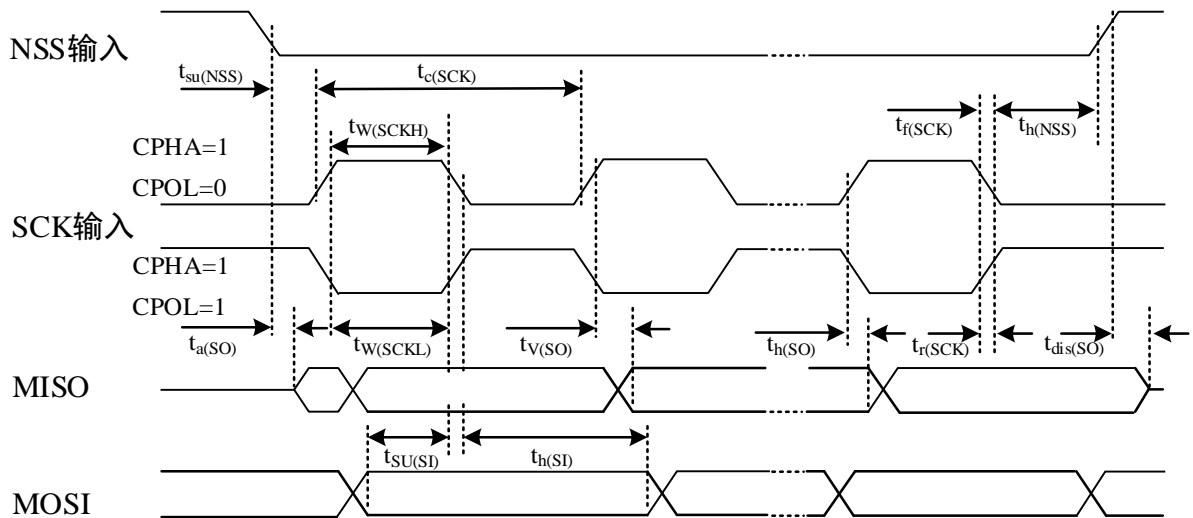 NSS输入
tsu(NSS)
tc(SCK)
tW(SCKH)
tf(SCK)
th(NSS)
CPHA=1
CPOL=0
SCK输入
CPHA=1
CPOL=1
ta(SO)
tW(SCKL)
tV(SO)
th(SO)
tr(SCK)
tdis(SO)
MISO
tSU(SI)
th(SI)
MOSI